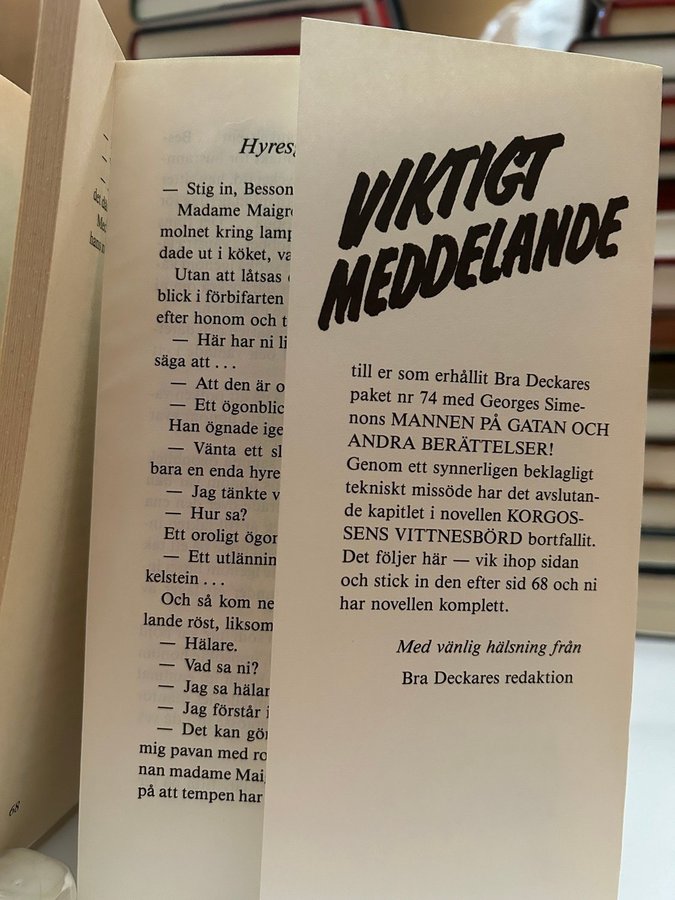 Hyres
— Stig in, Besson
Madame Maigr
molnet kring lamp
dade ut i köket, va
Utan att låtsas
blick i förbifarten
efter honom och t
— Här har ni li
säga att . . .
— Att den är o
— Ett ögonblic
Han ögnade ige
— Vänta ett sl
bara en enda hyre
— Jag tänkte v
— Hur sa?
Ett oroligt ögon
— Ett utlännin
kelstein . . .
Och så kom ne
lande röst, liksom
— Hälare.
— Vad sa ni?
— Jag sa hälar
— Jag förstår i
— Det kan gör
mig pavan med ro
nan madame Mai
på att tempen har
68
VIKTIGT
MEDDELANDE
till er som erhållit Bra Deckares
paket nr 74 med Georges Sime-
nons MANNEN PÅ GATAN OCH
ANDRA BERÄTTELSER!
Genom ett synnerligen beklagligt
tekniskt missöde har det avslutan-
de kapitlet i novellen KORGOS-
SENS VITTNESBÖRD bortfallit.
Det följer här — vik ihop sidan
och stick in den efter sid 68 och ni
har novellen komplett.
Med vänlig hälsning från
Bra Deckares redaktion